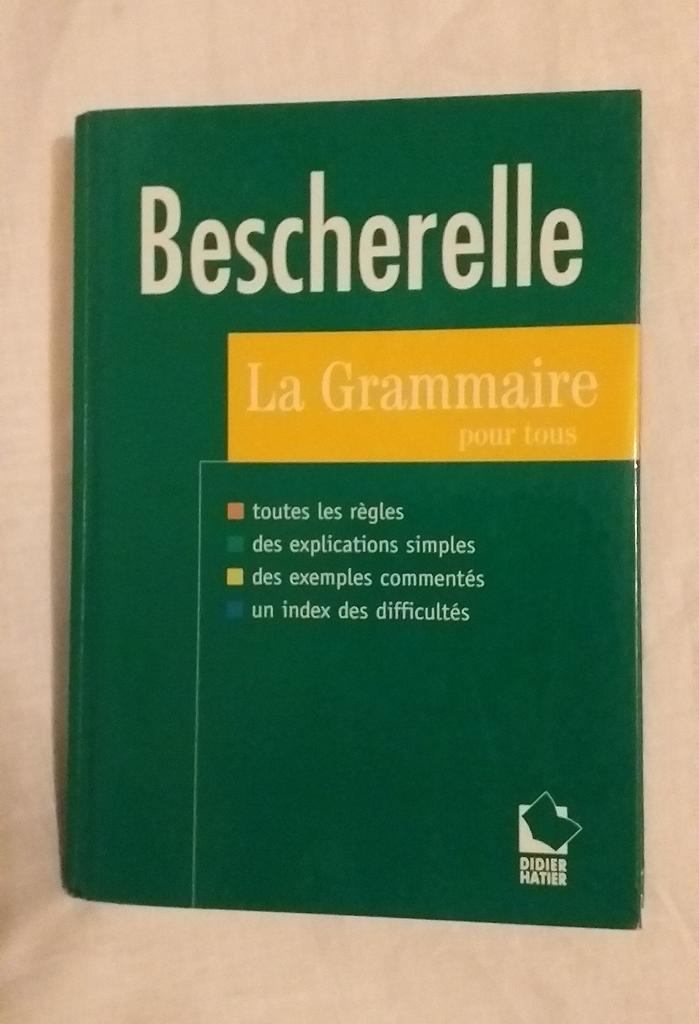 Bescherelle
La Grammaire
pour tous
toutes les règles
des explications simples
des exemples commentés
un index des difficultés
DIDIER
HATIER